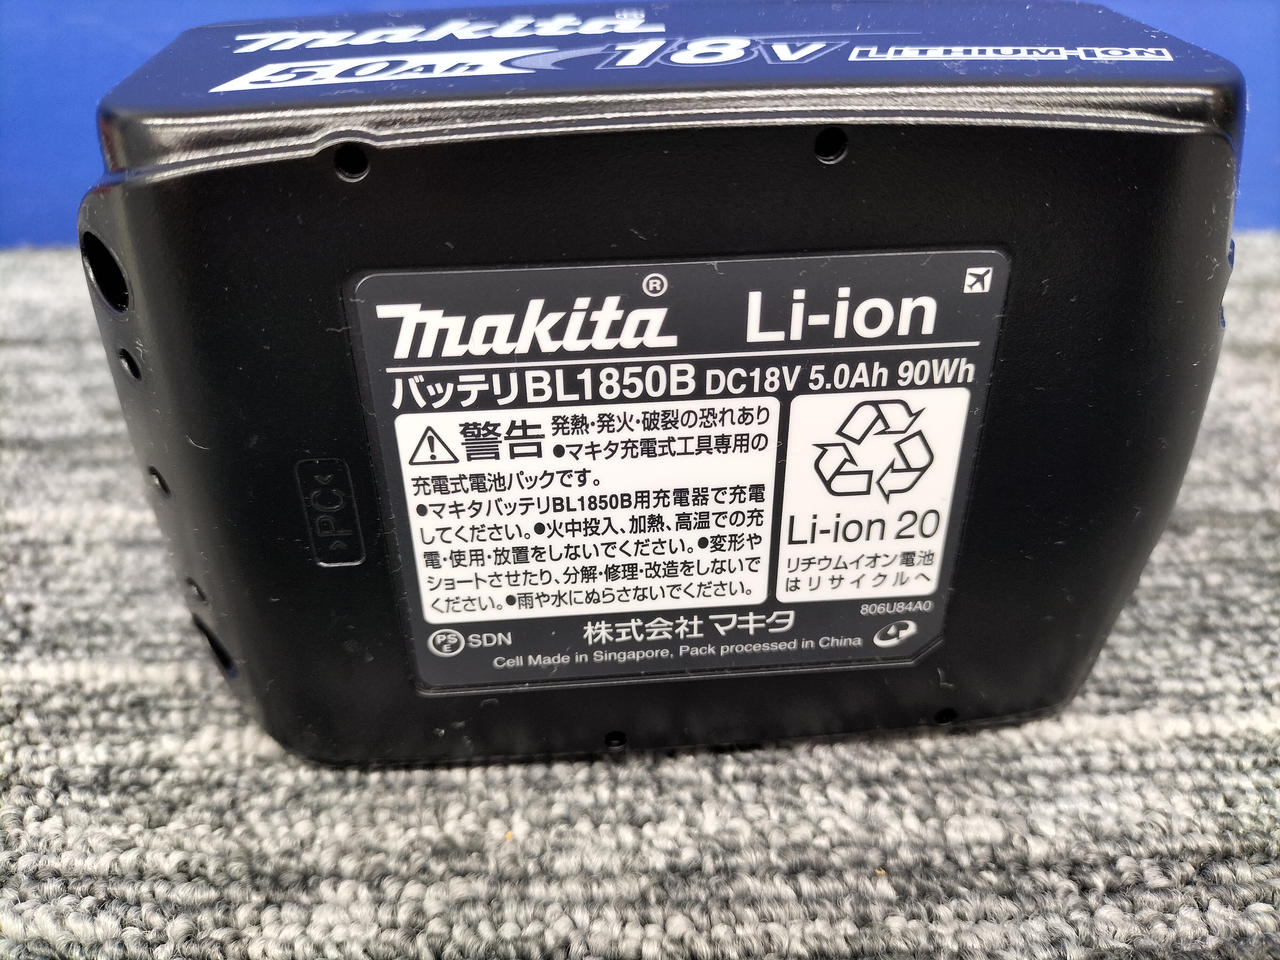 makita®
5.0Ah 18V LITHIUM-ION
makita® Li-ion
バッテリBL1850B DC18V 5.0Ah 90Wh
警告 発熱・発火・破裂の恐れあり
●マキタ充電式工具専用の
充電式電池パックです。
●マキタバッテリBL1850B用充電器で充電
してください。●火中投入、加熱、高温での充
電・使用・放置をしないでください。●変形や
ショートさせたり、分解・修理・改造をしないで
ください。●雨や水にぬらさないでください。
Li-ion 20
リチウムイオン電池
はリサイクルへ
806U84A0
PSE SDN 株式会社 マキタ
Cell Made in Singapore, Pack processed in China
>PC<